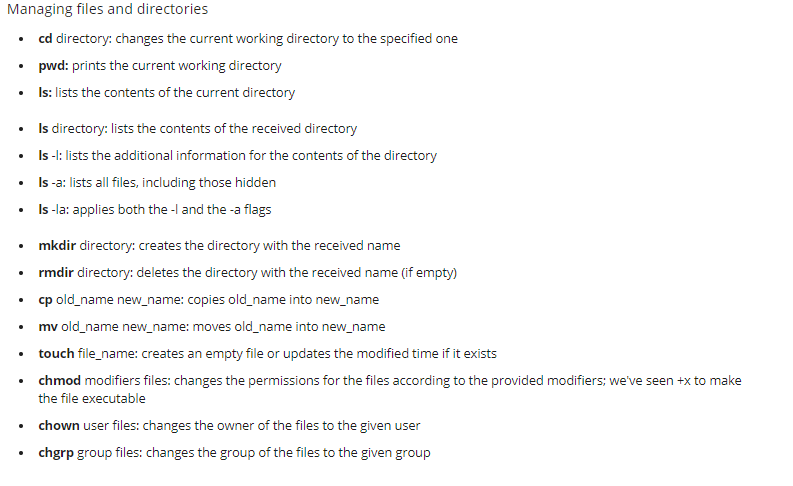 Managing files and directories
• cd directory: changes the current working directory to the specified one
• pwd: prints the current working directory
• ls: lists the contents of the current directory
• ls directory: lists the contents of the received directory
• ls -l: lists the additional information for the contents of the directory
• ls -a: lists all files, including those hidden
• ls -la: applies both the -l and the -a flags
• mkdir directory: creates the directory with the received name
• rmdir directory: deletes the directory with the received name (if empty)
• cp old_name new_name: copies old_name into new_name
• mv old_name new_name: moves old_name into new_name
• touch file_name: creates an empty file or updates the modified time if it exists
• chmod modifiers files: changes the permissions for the files according to the provided modifiers; we've seen +x to make
the file executable
• chown user files: changes the owner of the files to the given user
• chgrp group files: changes the group of the files to the given group